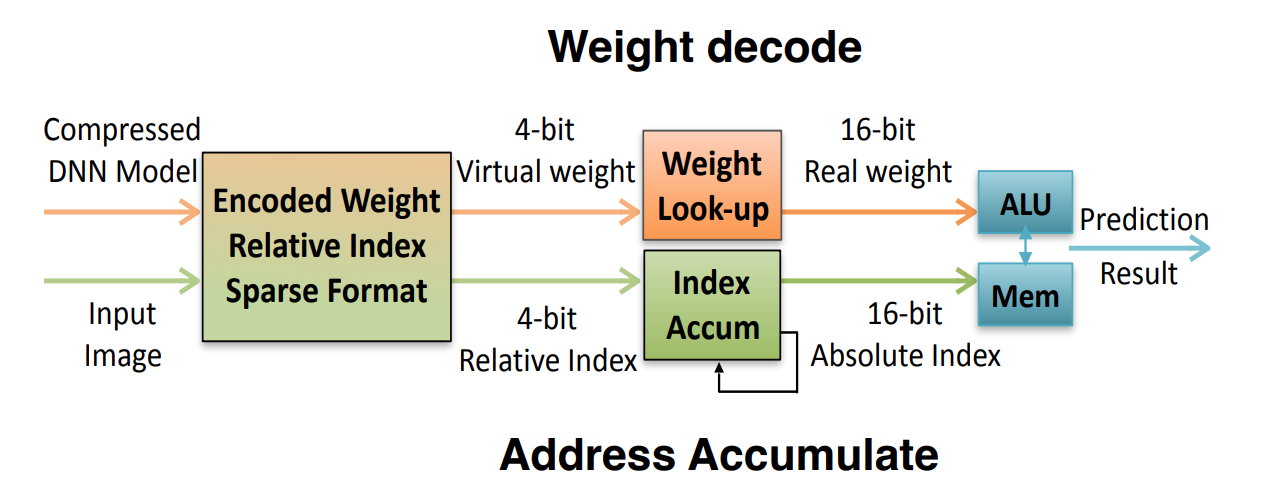 Weight decode
Compressed
DNN Model
Encoded Weight
Relative Index
Sparse Format
Input
Image
4-bit
Virtual weight
4-bit
Relative Index
Weight
Look-up
Index
Accum
16-bit
Real weight
16-bit
Absolute Index
ALU
Mem
Prediction
Result
Address Accumulate